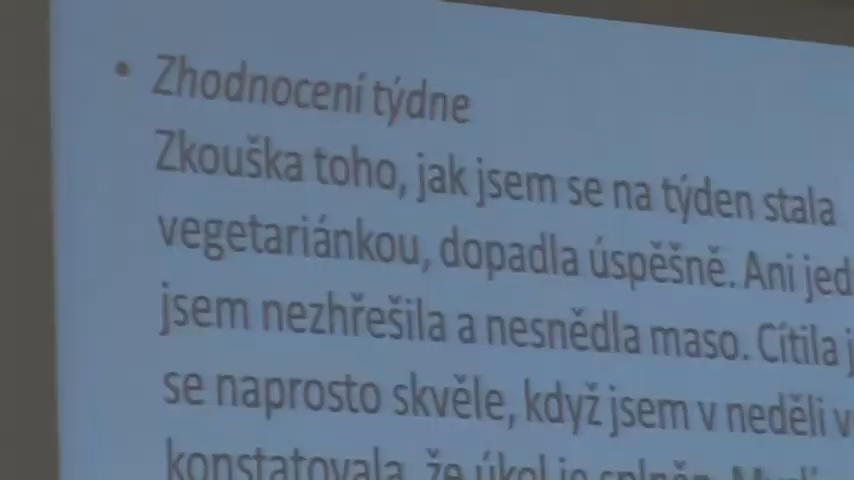 • Zhodnocení týdne
Zkouška toho, jak jsem se na týden stala
vegetariánkou, dopadla úspěšně. Ani
jsem nezhřešila a nesnědla maso. Cítila
se naprosto skvěle, když jsem v neděli
konstatovala, že úkol je splněn.